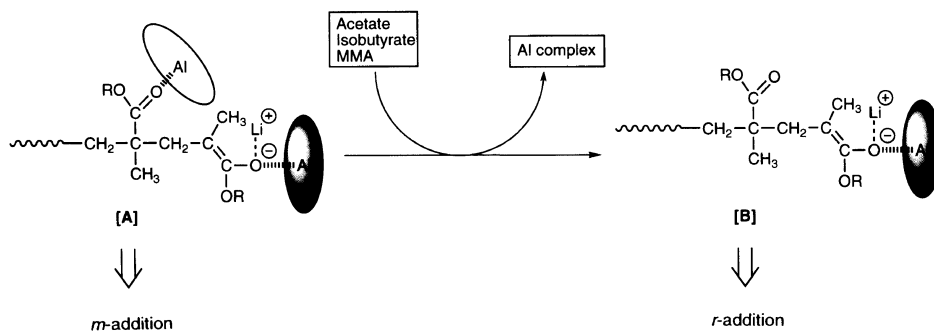 Acetate
Isobutyrate
MMA
Al complex
Al
RO O
C
CH₃ Li ⊕
CH₂ C CH₂ C
CH₃ C O ⊖ A
OR
[A]
m-addition
RO O
C
CH₃ Li ⊕
CH₂ C CH₂ C
CH₃ C O ⊖ A
OR
[B]
r-addition